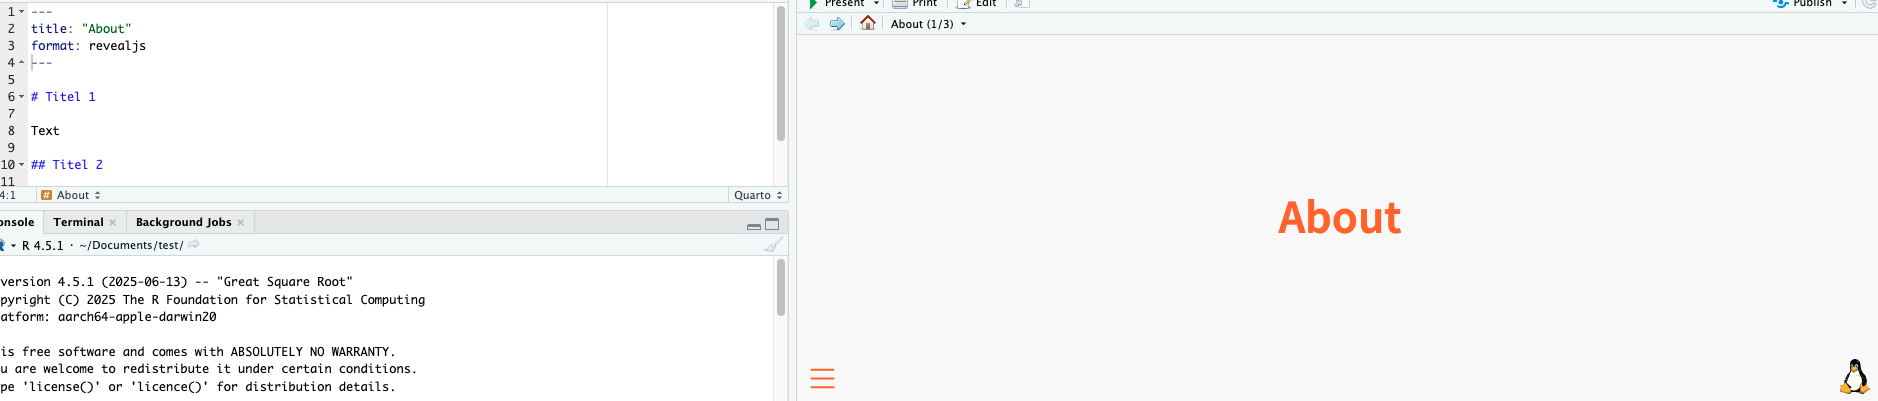 1 ---
2 title: "About"
3 format: revealjs
4 ---
5
6 # Titel 1
7
8 Text
9
10 ## Titel 2
11
4:1 # About Quarto
onsole Terminal Background Jobs
R 4.5.1 · ~/Documents/test/
version 4.5.1 (2025-06-13) -- "Great Square Root"
pyright (C) 2025 The R Foundation for Statistical Computing
atform: aarch64-apple-darwin20
is free software and comes with ABSOLUTELY NO WARRANTY.
u are welcome to redistribute it under certain conditions.
pe 'license()' or 'licence()' for distribution details.
Present Print Edit Publish
About (1/3)
About